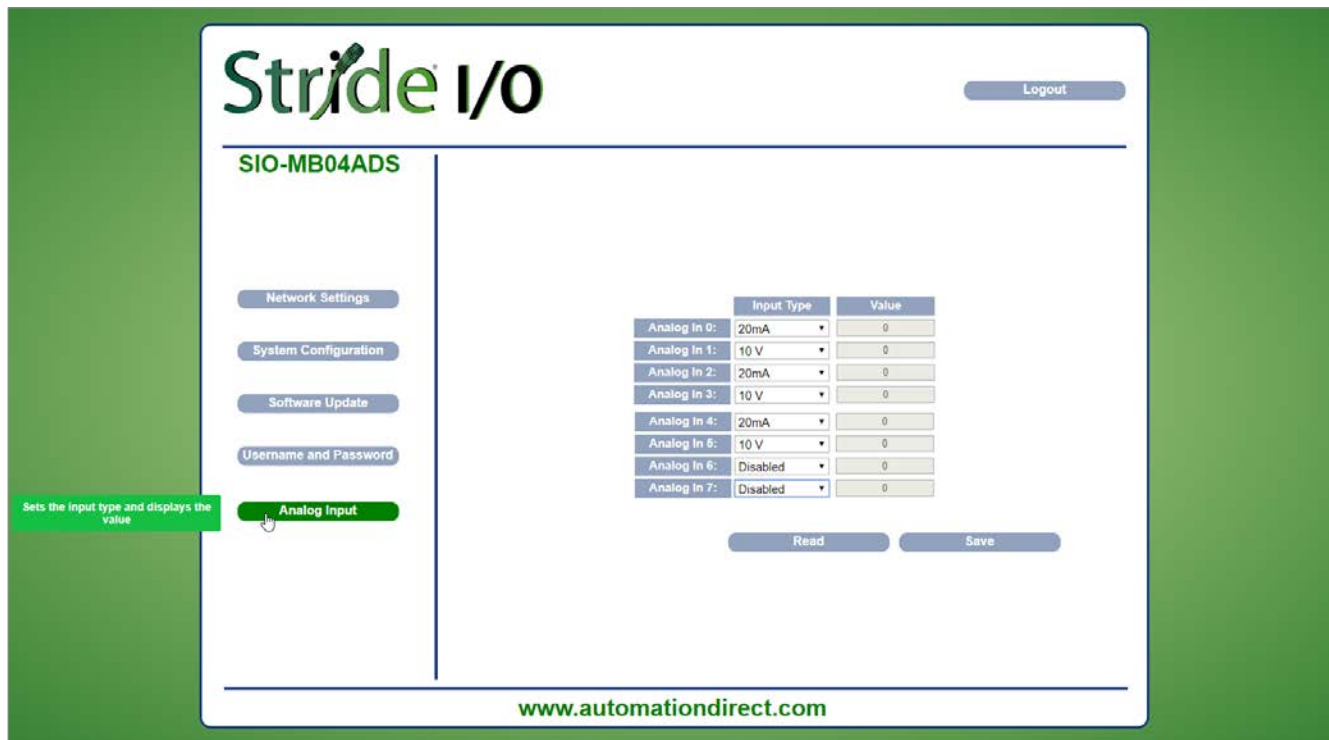 Stride® I/O
Logout
SIO-MB04ADS
Network Settings
System Configuration
Software Update
Username and Password
Sets the input type and displays the
value
Analog Input
Input Type Value
Analog In 0: 20mA 0
Analog In 1: 10 V 0
Analog In 2: 20mA 0
Analog In 3: 10 V 0
Analog In 4: 20mA 0
Analog In 5: 10 V 0
Analog In 6: Disabled 0
Analog In 7: Disabled 0
Read Save
www.automationdirect.com